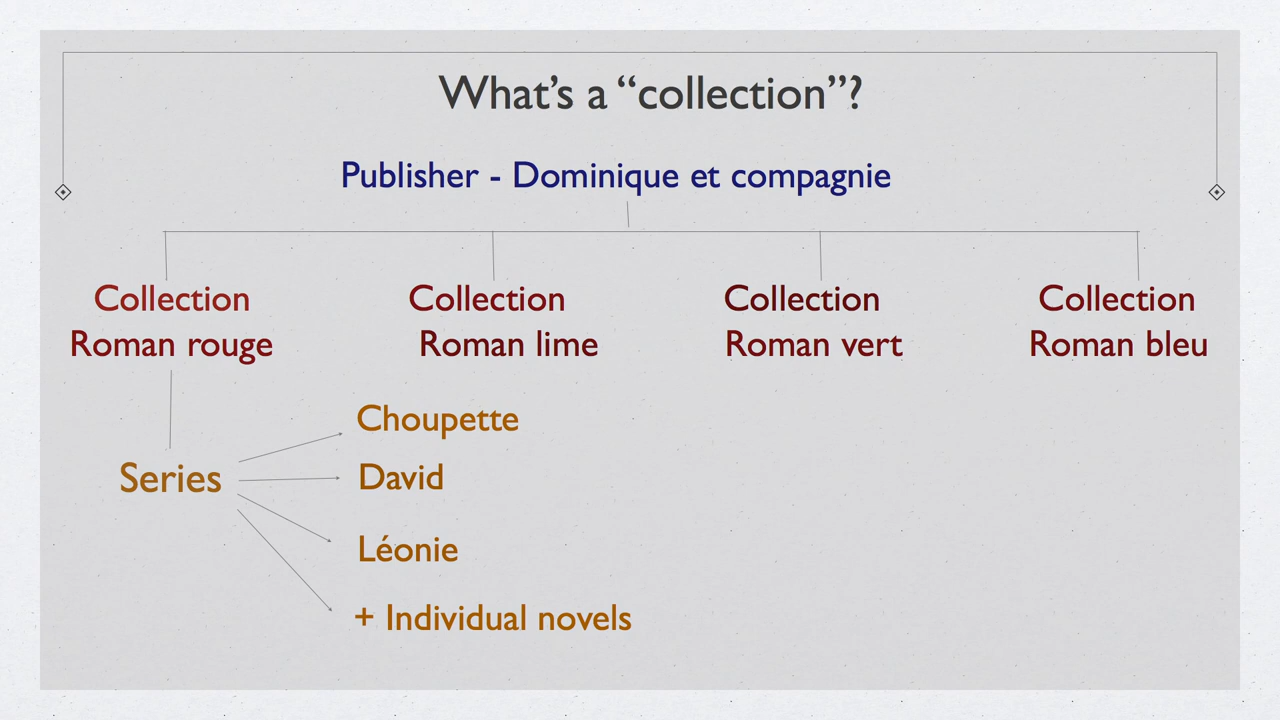 What's a “collection”?
Publisher - Dominique et compagnie
Collection
Roman rouge
Collection
Roman lime
Collection
Roman vert
Collection
Roman bleu
Series
Choupette
David
Léonie
+ Individual novels